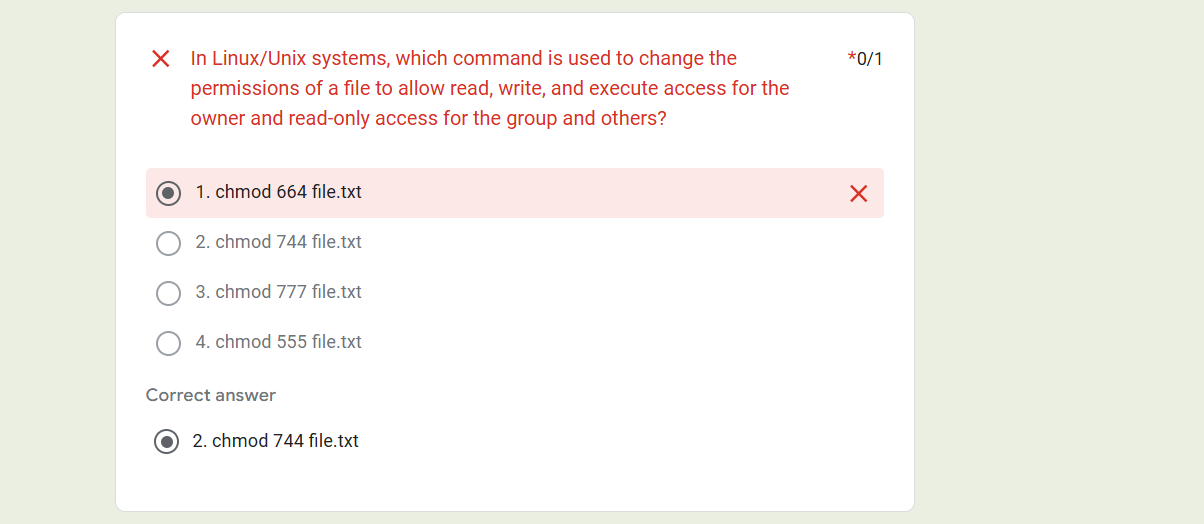 In Linux/Unix systems, which command is used to change the *0/1
permissions of a file to allow read, write, and execute access for the
owner and read-only access for the group and others?
1. chmod 664 file.txt
2. chmod 744 file.txt
3. chmod 777 file.txt
4. chmod 555 file.txt
Correct answer
2. chmod 744 file.txt